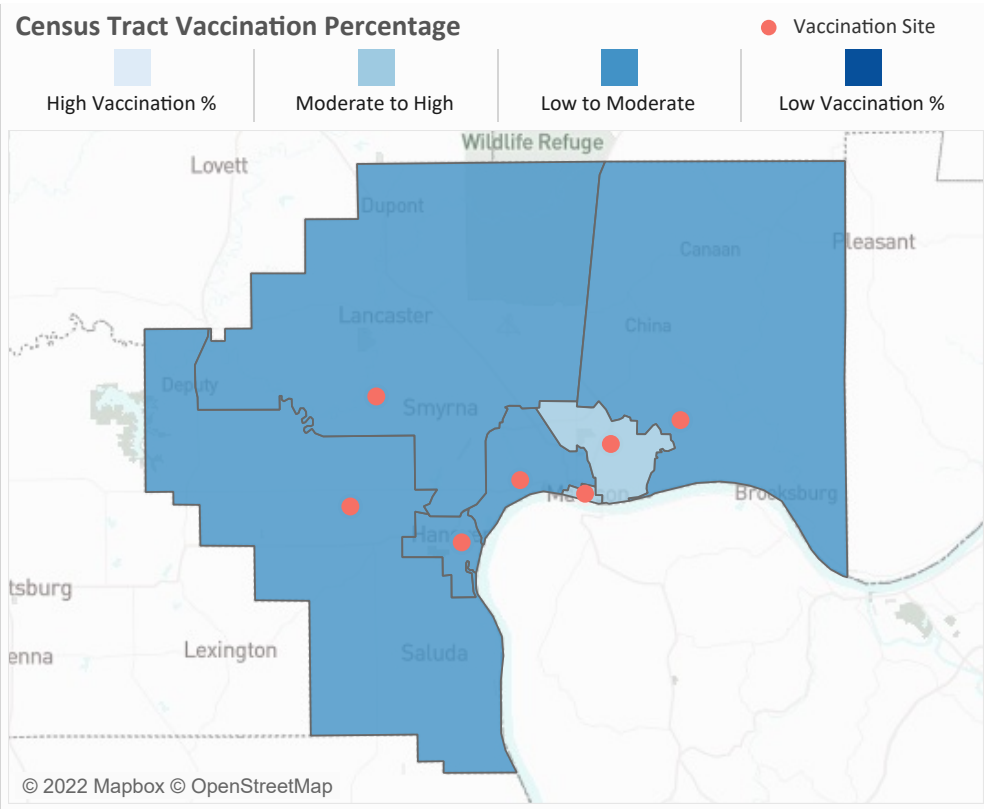 Census Tract Vaccination Percentage
Vaccination Site
High Vaccination %
Moderate to High
Low to Moderate
Low Vaccination %
Wildlife Refuge
Lovett
Dupont
Pleasant
Canaan
Lancaster
China
Deputy
Smyrna
Brooksburg
tsburg
Lexington
enna
Saluda
© 2022 Mapbox © OpenStreetMap